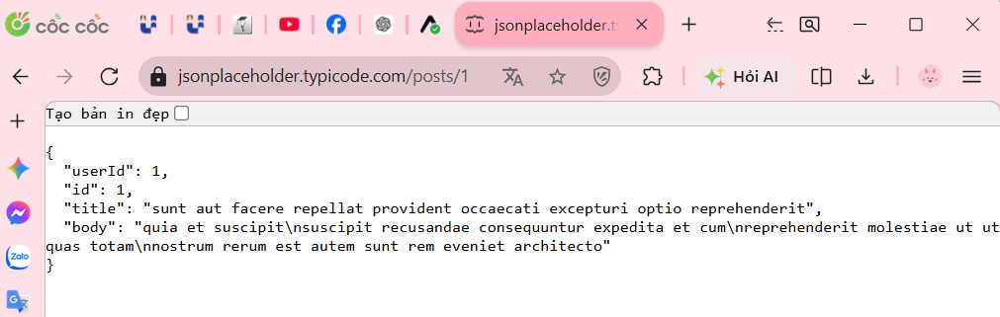 cốc cốc
jsonplaceholder.ty
jsonplaceholder.typicode.com/posts/1
Hỏi AI
Tạo bản in đẹp
{
"userId": 1,
"id": 1,
"title": "sunt aut facere repellat provident occaecati excepturi optio reprehenderit",
"body": "quia et suscipit\nsuscipit recusandae consequuntur expedita et cum\nreprehenderit molestiae ut ut
quas totam\nnostrum rerum est autem sunt rem eveniet architecto"
}
Zalo